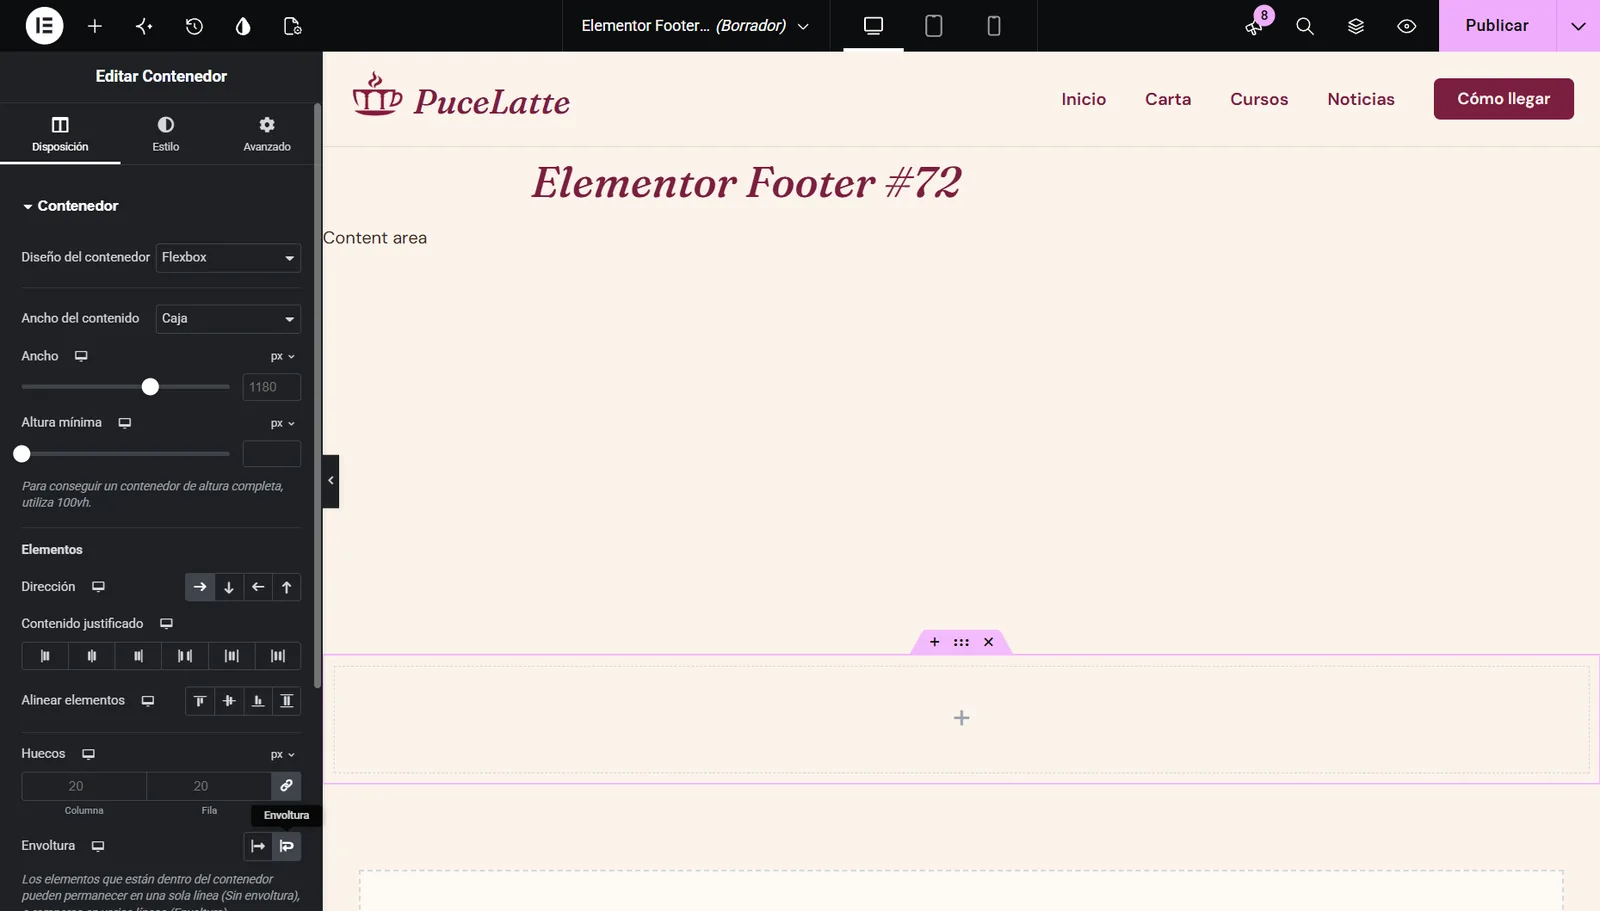 Elementor Footer... (Borrador)
8
Publicar
Editar Contenedor
Disposición
Estilo
Avanzado
Contenedor
Diseño del contenedor
Flexbox
Ancho del contenido
Caja
Ancho
px
1180
Altura mínima
px
Para conseguir un contenedor de altura completa,
utiliza 100vh.
Elementos
Dirección
Contenido justificado
Alinear elementos
Huecos
px
20
20
Columna
Fila
Envoltura
Envoltura
Los elementos que están dentro del contenedor
pueden permanecer en una sola línea (Sin envoltura),
PuceLatte
Inicio
Carta
Cursos
Noticias
Cómo llegar
Elementor Footer #72
Content area